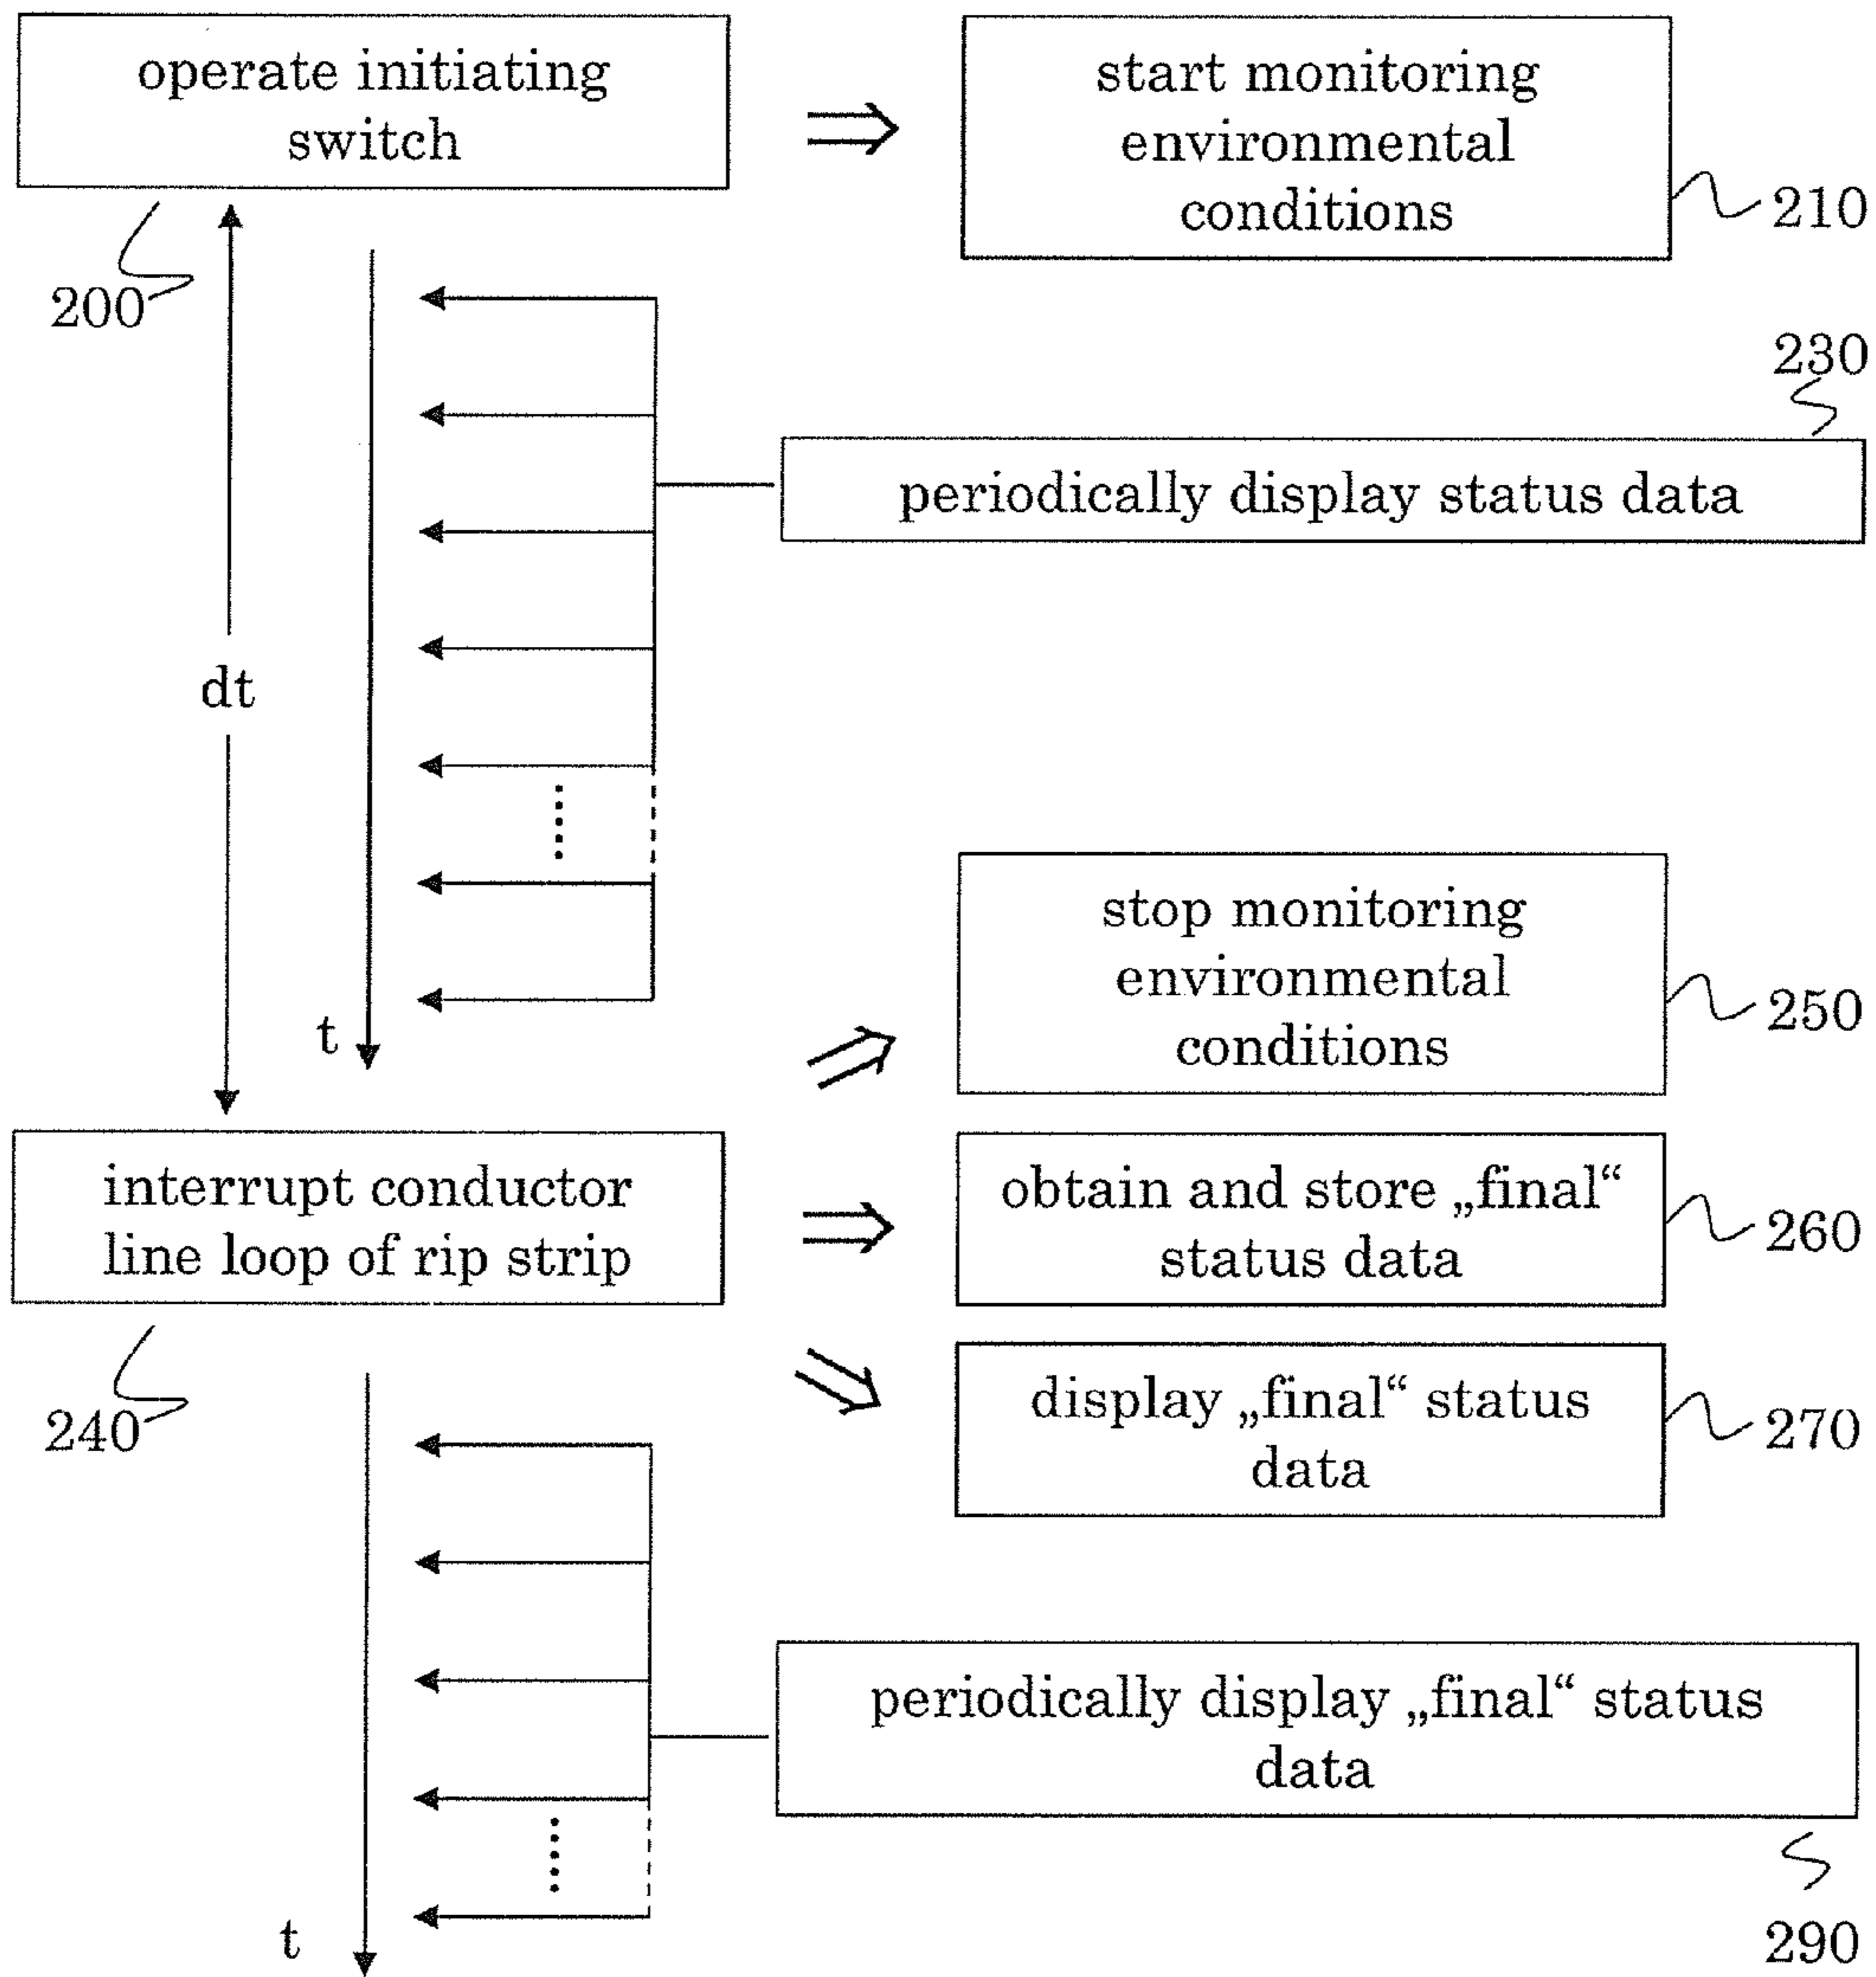 operate initiating
switch
start monitoring
environmental
conditions
210
200
230
periodically display status data
dt
t
stop monitoring
environmental
conditions
250
interrupt conductor
line loop of rip strip
obtain and store „final“
status data
260
240
display „final“ status
data
270
periodically display „final“ status
data
t
290